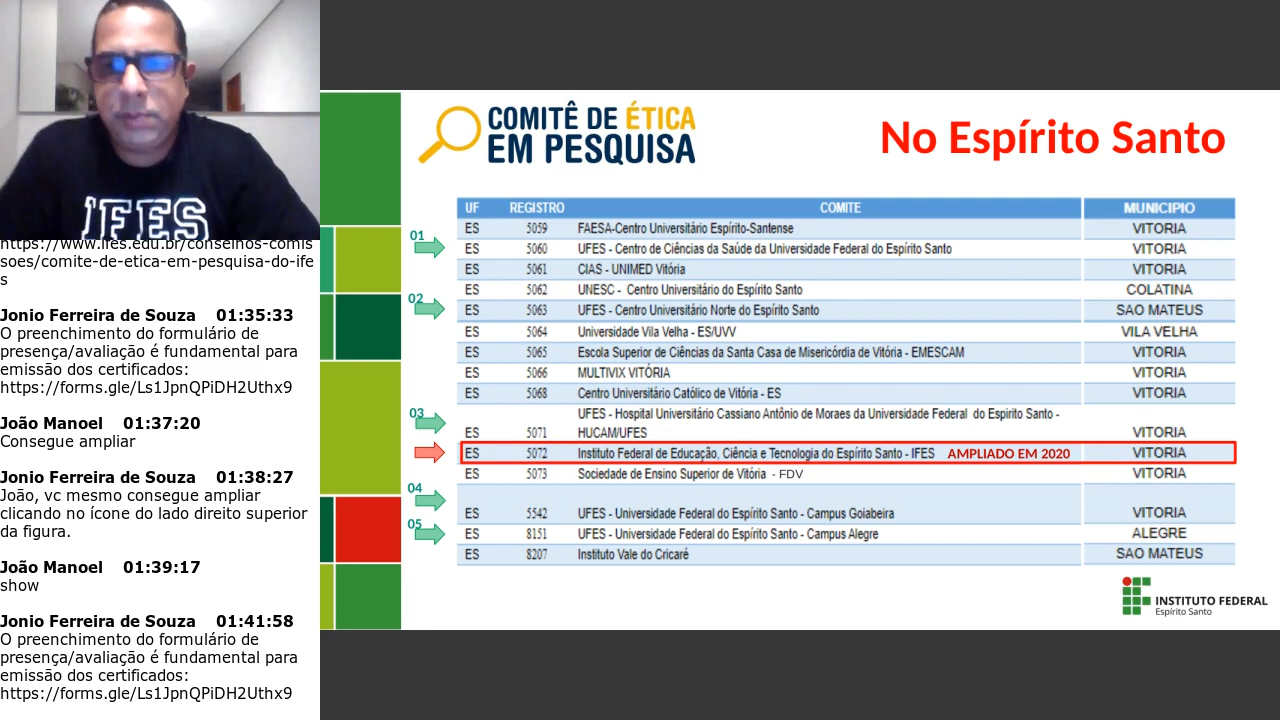 IFES
https://www.ifes.edu.br/conselhos-comis
soes/comite-de-etica-em-pesquisa-do-ife
s
Jonio Ferreira de Souza 01:35:33
O preenchimento do formulário de
presença/avaliação é fundamental para
emissão dos certificados:
https://forms.gle/Ls1JpnQPiDH2Uthx9
João Manoel 01:37:20
Consegue ampliar
Jonio Ferreira de Souza 01:38:27
João, vc mesmo consegue ampliar
clicando no ícone do lado direito superior
da figura.
João Manoel 01:39:17
show
Jonio Ferreira de Souza 01:41:58
O preenchimento do formulário de
presença/avaliação é fundamental para
emissão dos certificados:
https://forms.gle/Ls1JpnQPiDH2Uthx9
COMITÊ DE ÉTICA
EM PESQUISA
No Espírito Santo
UF REGISTRO COMITE MUNICIPIO
ES 5059 FAESA-Centro Universitário Espírito-Santense VITORIA
01 ES 5060 UFES - Centro de Ciências da Saúde da Universidade Federal do Espírito Santo VITORIA
ES 5061 CIAS - UNIMED Vitória VITORIA
ES 5062 UNESC - Centro Universitário do Espírito Santo COLATINA
02 ES 5063 UFES - Centro Universitário Norte do Espírito Santo SAO MATEUS
ES 5064 Universidade Vila Velha - ES/UVV VILA VELHA
ES 5065 Escola Superior de Ciências da Santa Casa de Misericórdia de Vitória - EMESCAM VITORIA
ES 5066 MULTIVIX VITÓRIA VITORIA
ES 5068 Centro Universitário Católico de Vitória - ES VITORIA
03 UFES - Hospital Universitário Cassiano Antônio de Moraes da Universidade Federal do Espirito Santo -
ES 5071 HUCAM/UFES VITORIA
ES 5072 Instituto Federal de Educação, Ciência e Tecnologia do Espírito Santo - IFES AMPLIADO EM 2020 VITORIA
ES 5073 Sociedade de Ensino Superior de Vitória - FDV VITORIA
04 ES 5542 UFES - Universidade Federal do Espírito Santo - Campus Goiabeira VITORIA
05 ES 8151 UFES - Universidade Federal do Espírito Santo - Campus Alegre ALEGRE
ES 8207 Instituto Vale do Cricaré SAO MATEUS
INSTITUTO FEDERAL
Espírito Santo